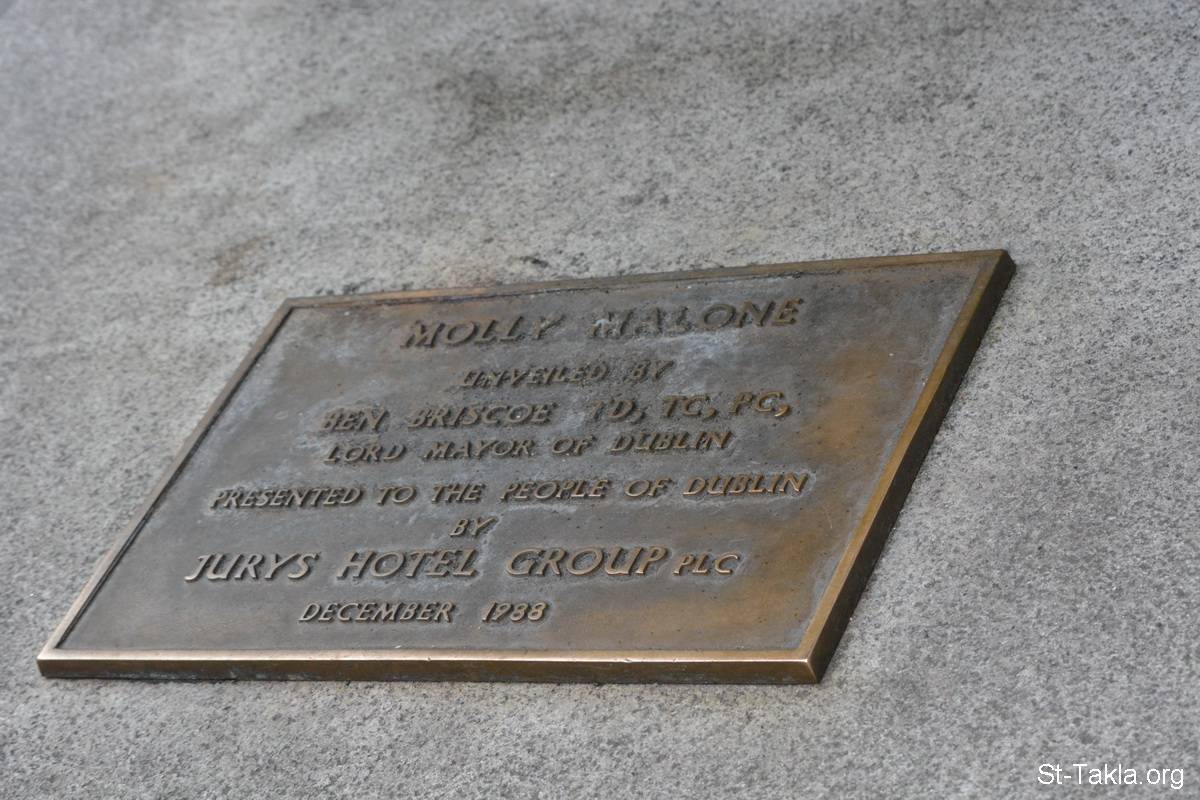 MOLLY MALONE
UNVEILED BY
BEN BRISCOE TD, TC, PC,
LORD MAYOR OF DUBLIN
PRESENTED TO THE PEOPLE OF DUBLIN
BY
JURYS HOTEL GROUP PLC
DECEMBER 1988
St-Takla.org